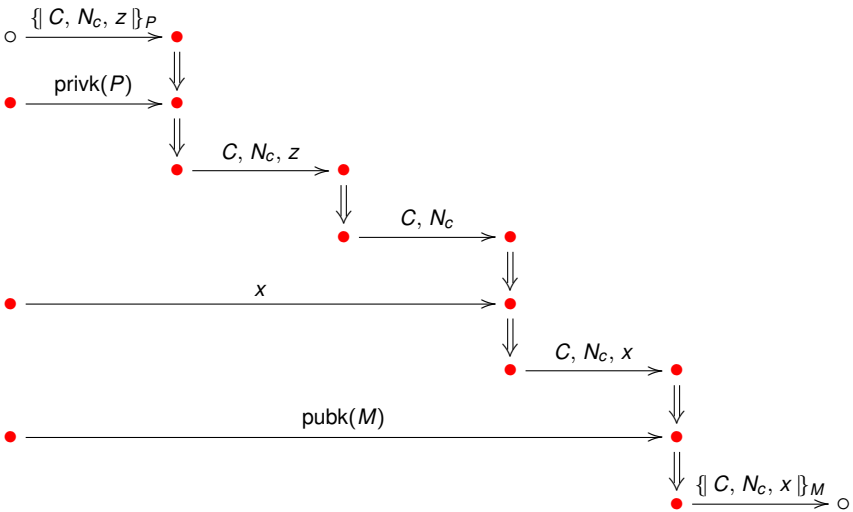 {| C, N_c, z |}_P
privk(P)
C, N_c, z
C, N_c
x
C, N_c, x
pubk(M)
{| C, N_c, x |}_M